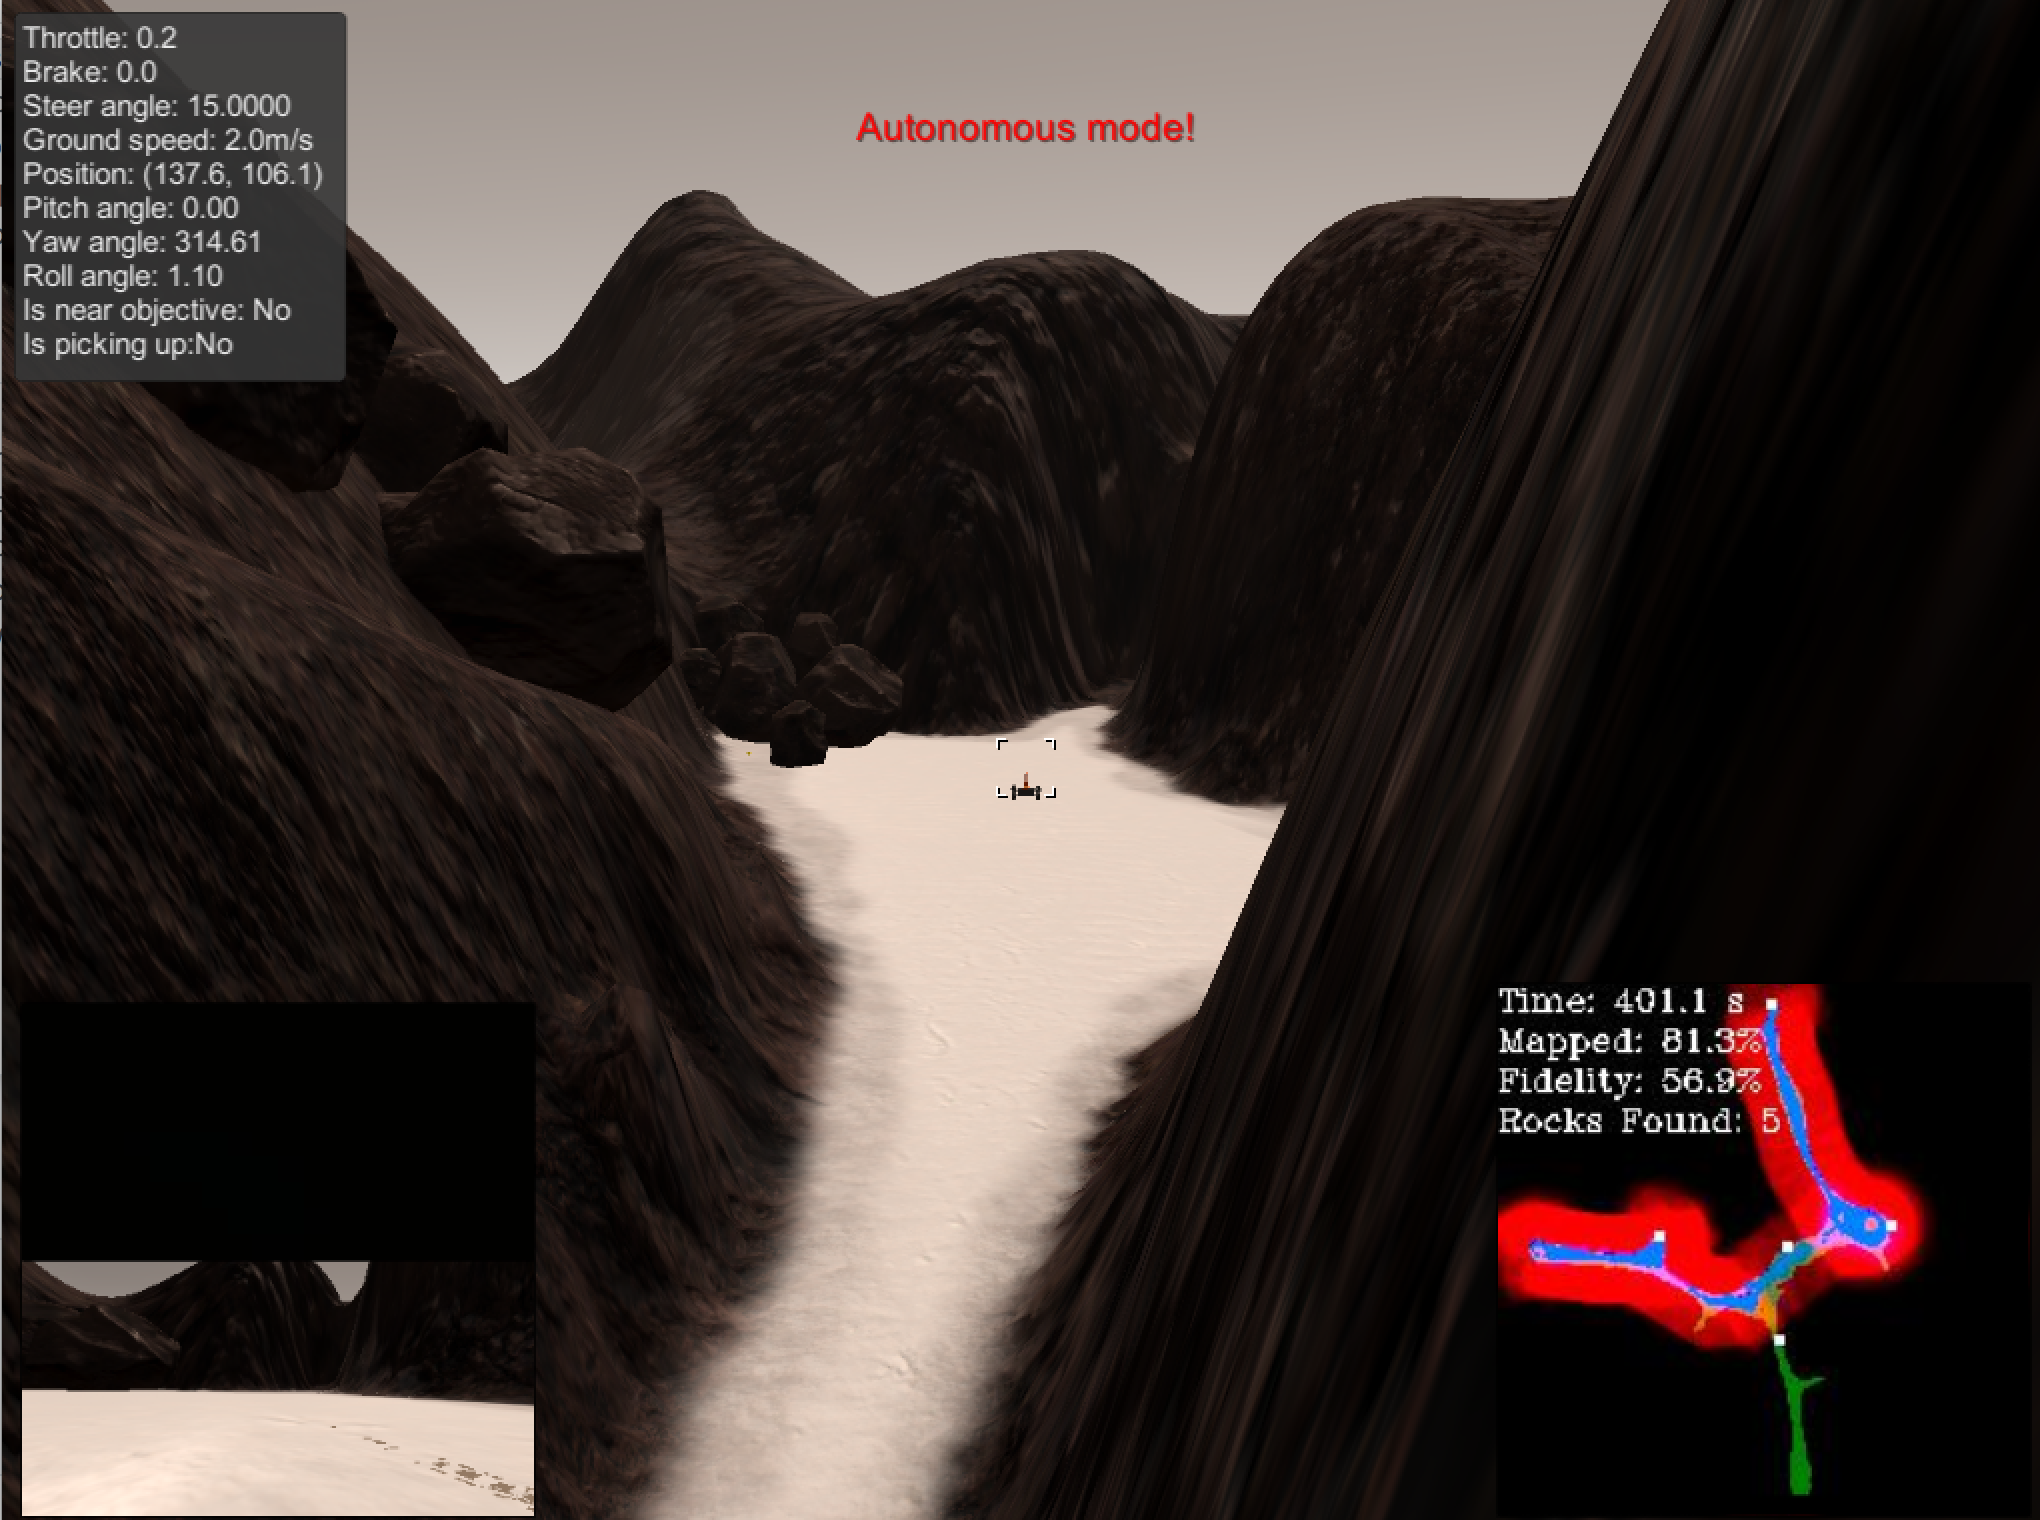 Throttle: 0.2
Brake: 0.0
Steer angle: 15.0000
Ground speed: 2.0m/s
Position: (137.6, 106.1)
Pitch angle: 0.00
Yaw angle: 314.61
Roll angle: 1.10
Is near objective: No
Is picking up:No
Autonomous mode!
Time: 401.1 s
Mapped: 81.3%
Fidelity: 56.9%
Rocks Found: 5